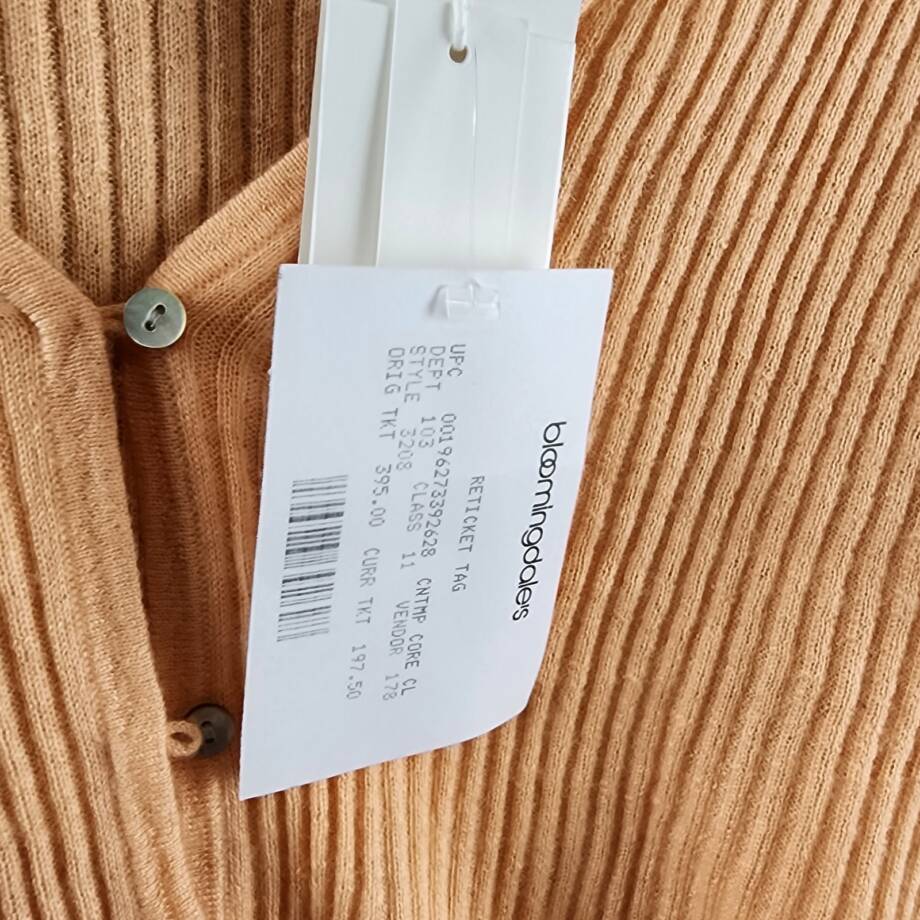 bloomingdale's
RETICKET TAG
UPC 0019627339262​8 CNTMP CORE CL
DEPT 103 CLASS 11 VENDOR 178
STYLE 3208
ORIG TKT 395.00 CURR TKT 197.50